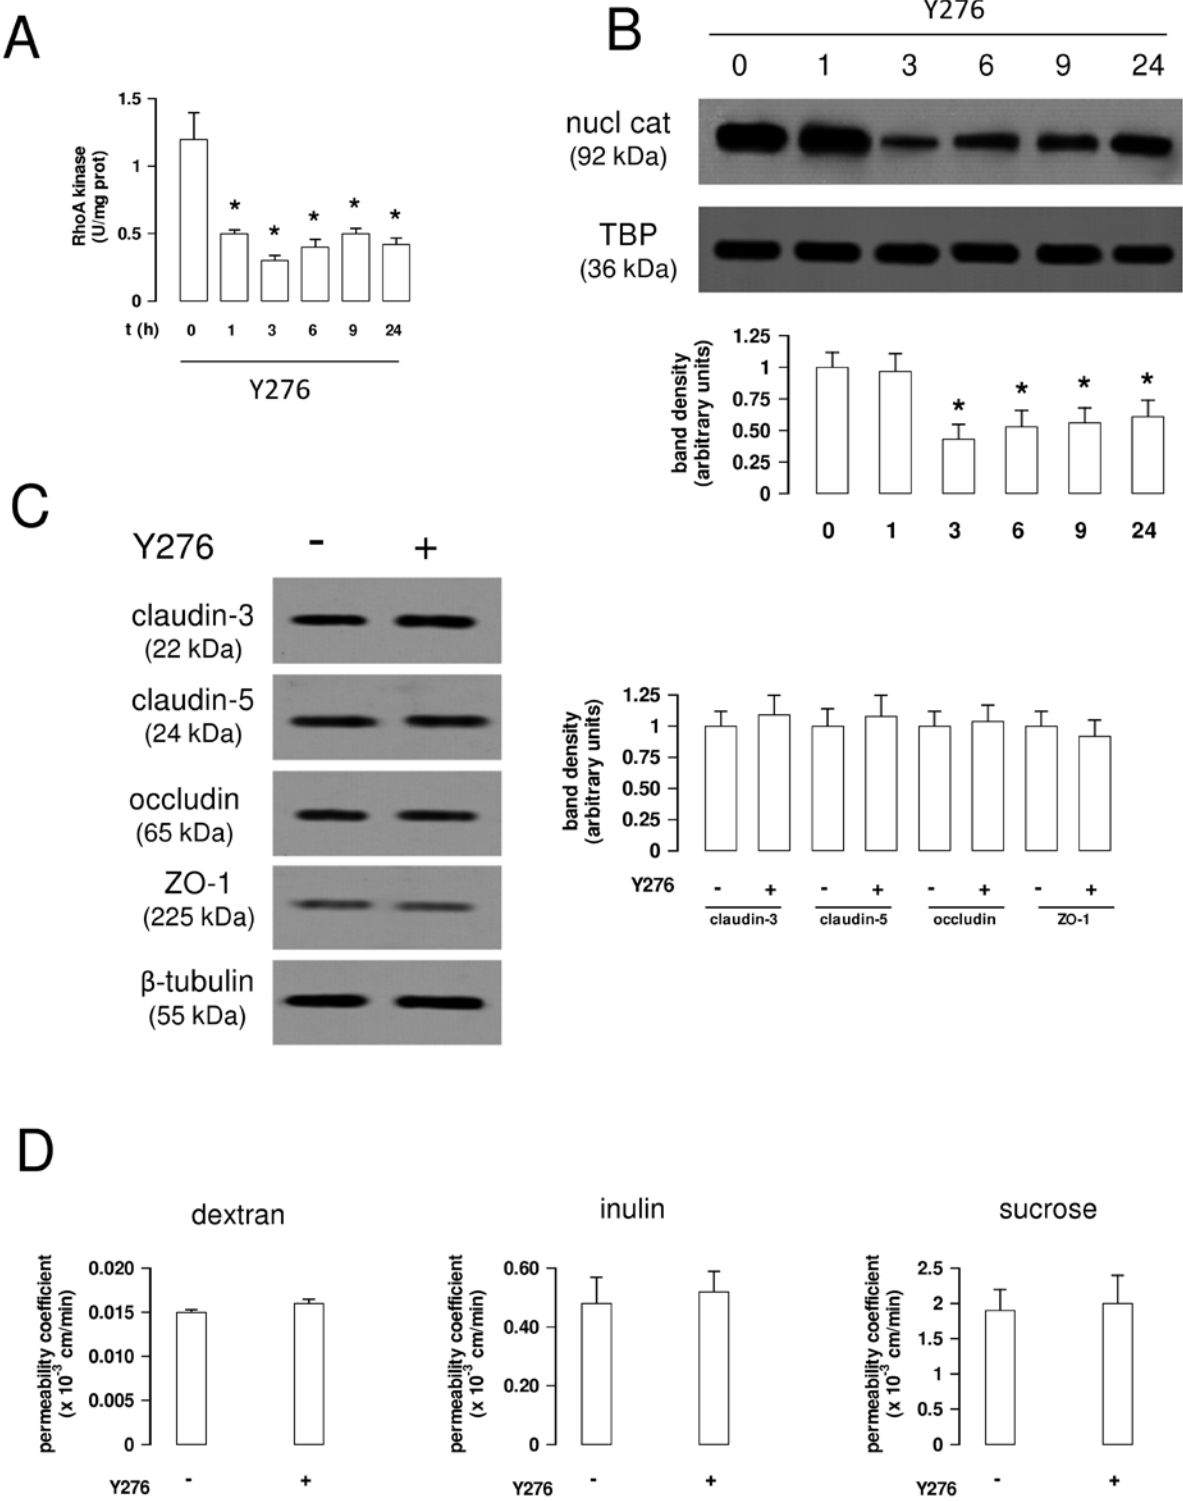 A
1.5
1
0.5
0
RhoA kinase
(U/mg prot)
* * * * *
t (h) 0 1 3 6 9 24
Y276
B
Y276
0 1 3 6 9 24
nucl cat
(92 kDa)
TBP
(36 kDa)
1.25
1
0.75
0.50
0.25
0
band density
(arbitrary units)
* * * *
0 1 3 6 9 24
C
Y276 - +
claudin-3
(22 kDa)
claudin-5
(24 kDa)
occludin
(65 kDa)
ZO-1
(225 kDa)
β-tubulin
(55 kDa)
1.25
1
0.75
0.50
0.25
0
band density
(arbitrary units)
Y276 - + - + - + - +
claudin-3 claudin-5 occludin ZO-1
D
dextran
0.020
0.015
0.010
0.005
0
permeability coefficient
(x 10-3 cm/min)
Y276 - +
inulin
0.60
0.40
0.20
0
permeability coefficient
(x 10-3 cm/min)
Y276 - +
sucrose
2.5
2
1.5
1
0.5
0
permeability coefficient
(x 10-3 cm/min)
Y276 - +